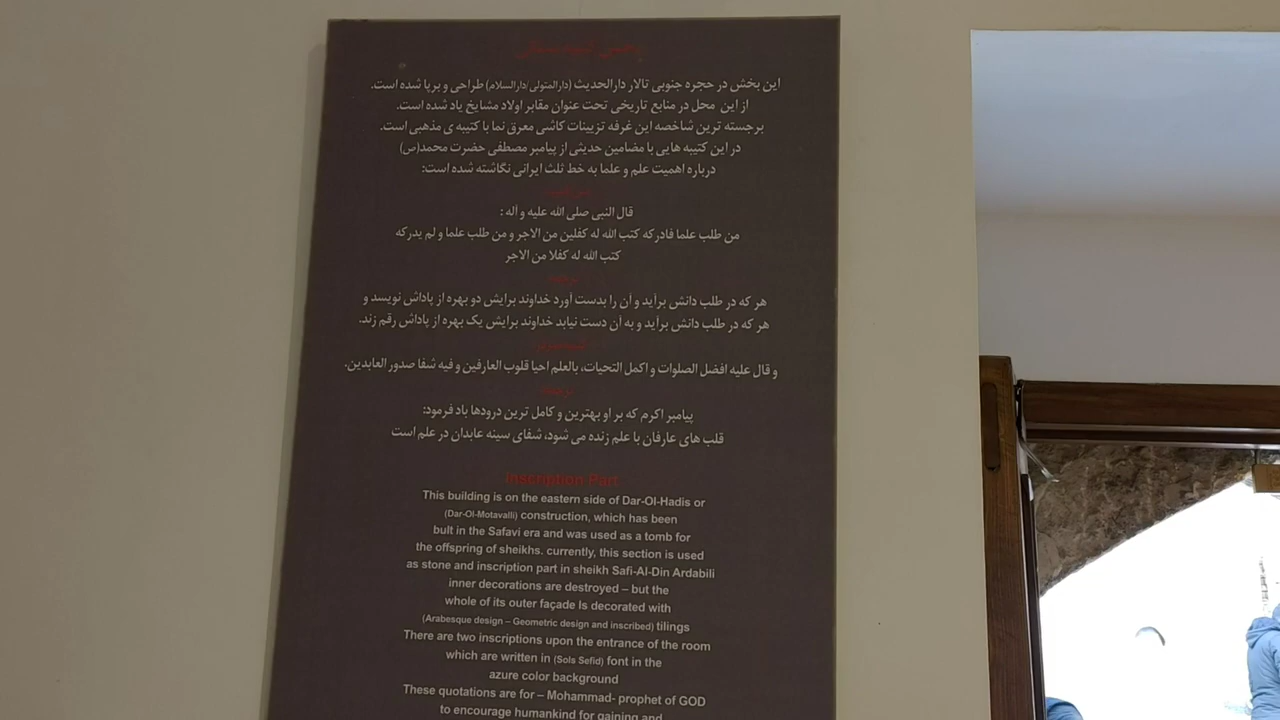 این بخش در حجره جنوبی تالار دارالحدیث (دارالمتولی/دارالسلام) طراحی و برپا شده است.
از این محل در منابع تاریخی تحت عنوان مقابر اولاد مشایخ یاد شده است.
برجسته ترین شاخصه این غرفه تزیینات کاشی معرق نما با کتیبه ی مذهبی است.
در این کتیبه هایی با مضامین حدیثی از پیامبر مصطفی حضرت محمد(ص)
درباره اهمیت علم و علما به خط ثلث ایرانی نگاشته شده است:
قال النبی صلی الله علیه و آله :
من طلب علما فادرکه کتب الله له کفلین من الاجر و من طلب علما و لم یدرکه
کتب الله له کفلا من الاجر
ترجمه
هر که در طلب دانش برآید و آن را بدست آورد خداوند برایش دو بهره از پاداش نویسد و
هر که در طلب دانش برآید و به آن دست نیابد خداوند برایش یک بهره از پاداش رقم زند.
و قال علیه افضل الصلوات و اکمل التحیات، بالعلم احیا قلوب العارفین و فیه شفا صدور العابدین.
ترجمه
پیامبر اکرم که بر او بهترین و کامل ترین درودها باد فرمود:
قلب های عارفان با علم زنده می شود، شفای سینه عابدان در علم است
Inscription Part
This building is on the eastern side of Dar-Ol-Hadis or
(Dar-Ol-Motavalli) construction, which has been
bult in the Safavi era and was used as a tomb for
the offspring of sheikhs. currently, this section is used
as stone and inscription part in sheikh Safi-Al-Din Ardabili
inner decorations are destroyed – but the
whole of its outer façade Is decorated with
(Arabesque design – Geometric design and inscribed) tilings
There are two inscriptions upon the entrance of the room
which are written in (Sols Sefid) font in the
azure color background
These quotations are for – Mohammad- prophet of GOD
to encourage humankind for gaining and